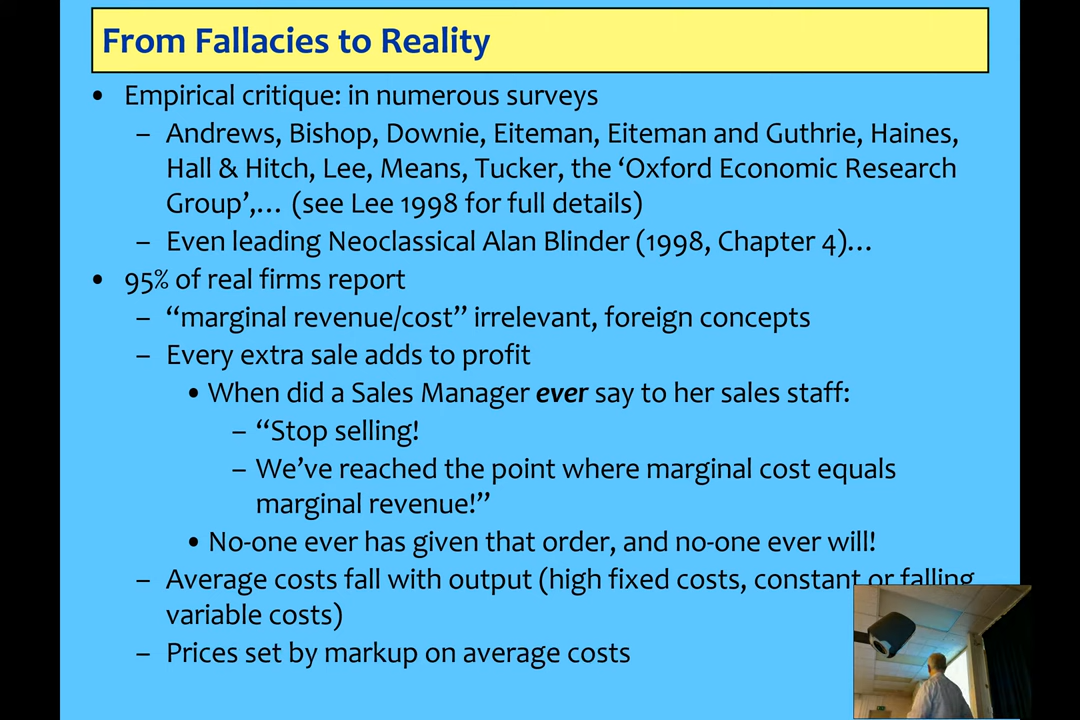 From Fallacies to Reality
• Empirical critique: in numerous surveys
– Andrews, Bishop, Downie, Eiteman, Eiteman and Guthrie, Haines,
Hall & Hitch, Lee, Means, Tucker, the ‘Oxford Economic Research
Group’,… (see Lee 1998 for full details)
– Even leading Neoclassical Alan Blinder (1998, Chapter 4)…
• 95% of real firms report
– “marginal revenue/cost” irrelevant, foreign concepts
– Every extra sale adds to profit
• When did a Sales Manager ever say to her sales staff:
– “Stop selling!
– We’ve reached the point where marginal cost equals
marginal revenue!”
• No-one ever has given that order, and no-one ever will!
– Average costs fall with output (high fixed costs, constant or falling
variable costs)
– Prices set by markup on average costs